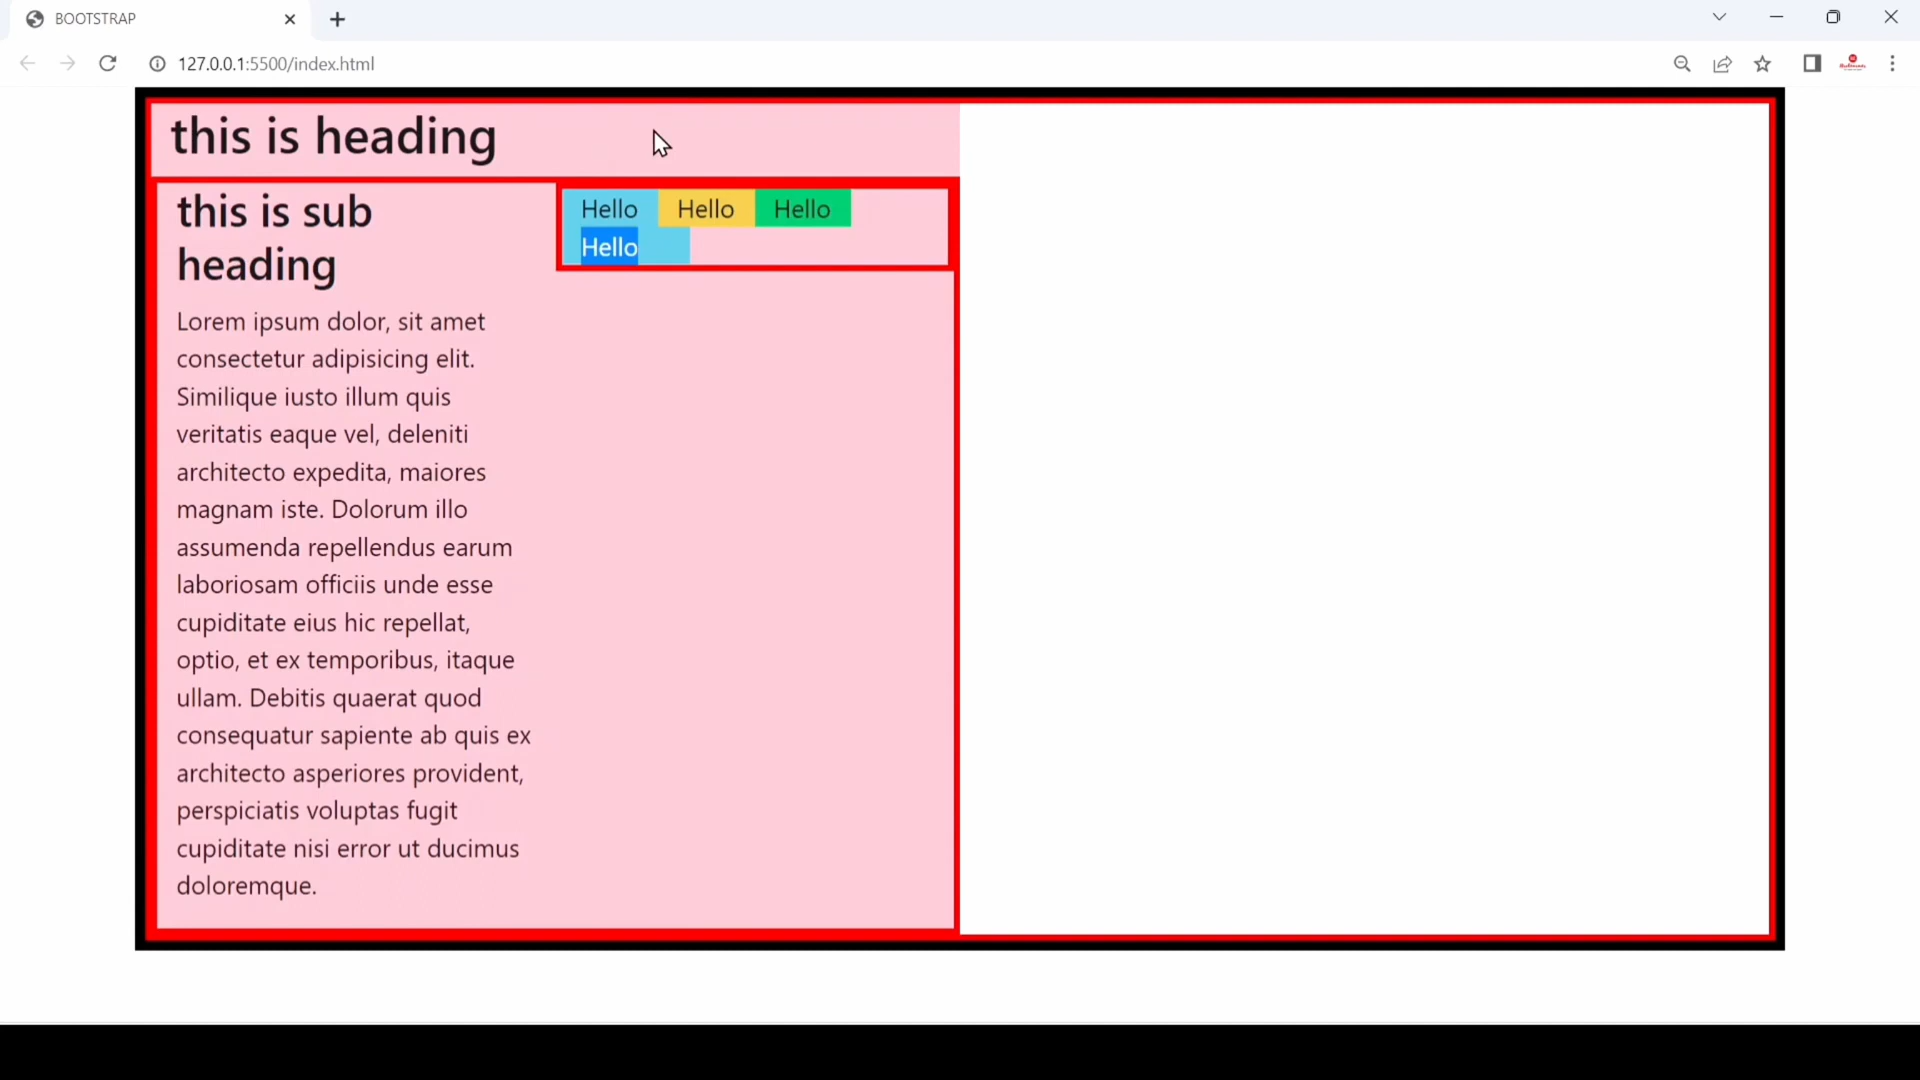 BOOTSTRAP
127.0.0.1:5500/index.html
this is heading
this is sub
heading
Lorem ipsum dolor, sit amet
consectetur adipisicing elit.
Similique iusto illum quis
veritatis eaque vel, deleniti
architecto expedita, maiores
magnam iste. Dolorum illo
assumenda repellendus earum
laboriosam officiis unde esse
cupiditate eius hic repellat,
optio, et ex temporibus, itaque
ullam. Debitis quaerat quod
consequatur sapiente ab quis ex
architecto asperiores provident,
perspiciatis voluptas fugit
cupiditate nisi error ut ducimus
doloremque.
Hello Hello Hello
Hello